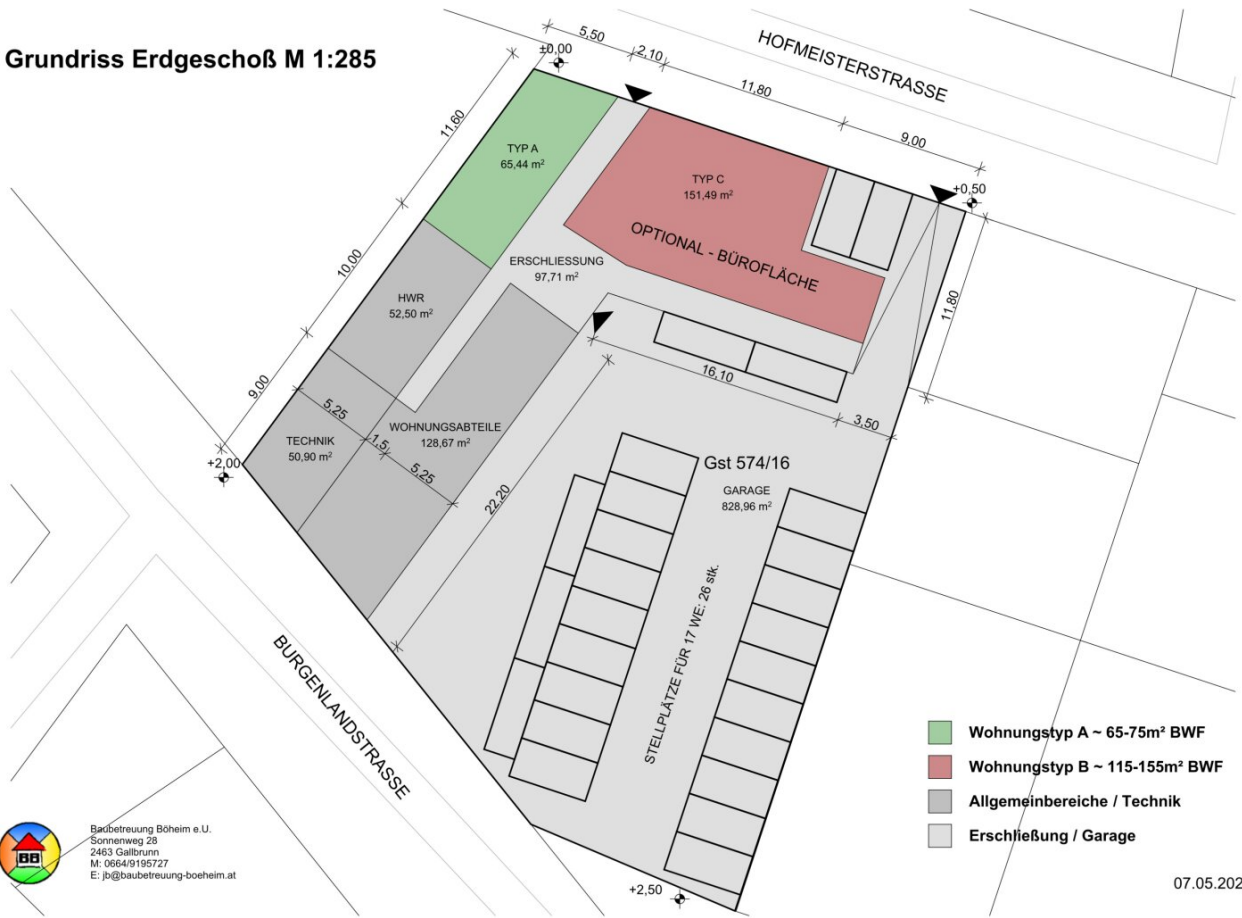 Grundriss Erdgeschoß M 1:285
5,50
±0,00
2,10
11,80
9,00
HOFMEISTERSTRASSE
+0,50
11,60
TYP A
65,44 m²
TYP C
151,49 m²
OPTIONAL - BÜROFLÄCHE
10,00
ERSCHLIESSUNG
97,71 m²
HWR
52,50 m²
11,80
9,00
16,10
3,50
5,25
TECHNIK
50,90 m²
1,5
WOHNUNGSABTEILE
128,67 m²
5,25
+2,00
22,20
Gst 574/16
GARAGE
828,96 m²
STELLPLÄTZE FÜR 17 WE: 26 stk.
BURGENLANDSTRASSE
+2,50
Wohnungstyp A ~ 65-75m² BWF
Wohnungstyp B ~ 115-155m² BWF
Allgemeinbereiche / Technik
Erschließung / Garage
BB
Baubetreuung Böheim e.U.
Sonnenweg 28
2463 Gallbrunn
M: 0664/9195727
E: jb@baubetreuung-boeheim.at
07.05.202